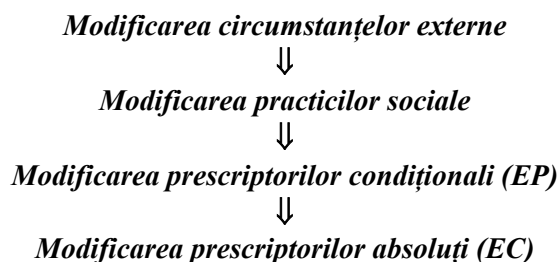 Modificarea circumstanțelor externe
⇓
Modificarea practicilor sociale
⇓
Modificarea prescriptorilor condiționali (EP)
⇓
Modificarea prescriptorilor absoluți (EC)